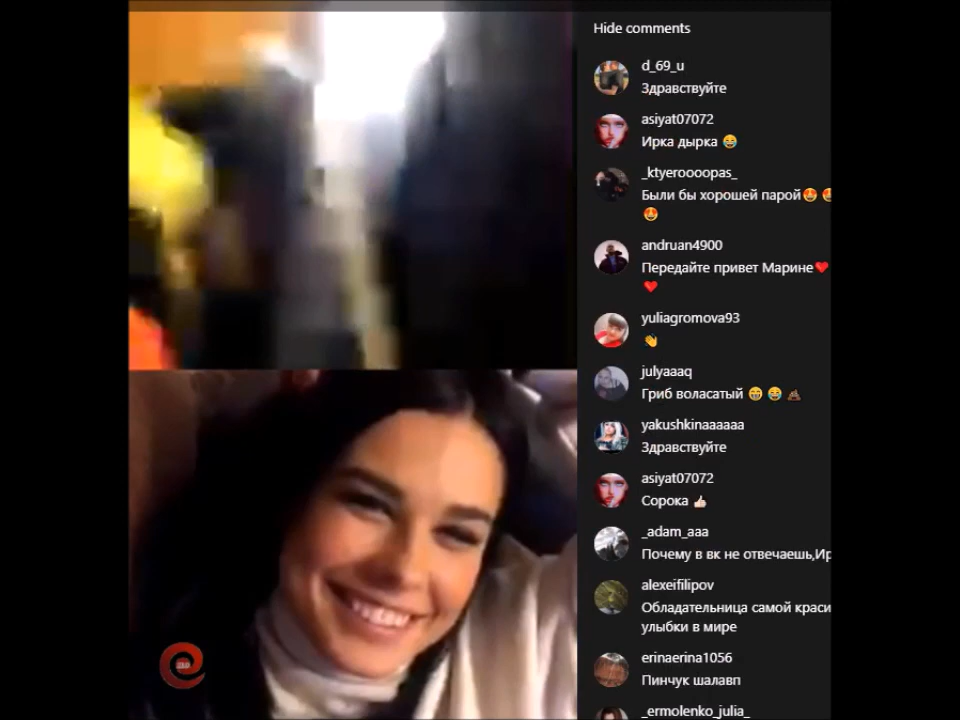 Hide comments
d_69_u
Здравствуйте
asiyat07072
Ирка дырка 😂
_ktyeroooopas_
Были бы хорошей парой😍
😍
andruan4900
Передайте привет Марине❤
❤
yuliagromova93
👏
julyaaaq
Гриб воласатый 😁 😂 💩
yakushkinaaaaaa
Здравствуйте
asiyat07072
Сорока 👍🏻
_adam_aaa
Почему в вк не отвечаешь,Ир
alexeifilipov
Обладательница самой краси
улыбки в мире
erinaerina1056
Пинчук шалавп
_ermolenko_julia_